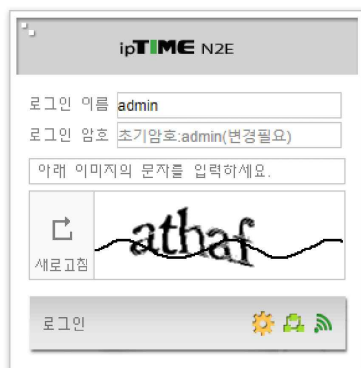 ipTIME N2E
로그인 이름 admin
로그인 암호 초기암호:admin(변경필요)
아래 이미지의 문자를 입력하세요.
athaf
새로고침
로그인